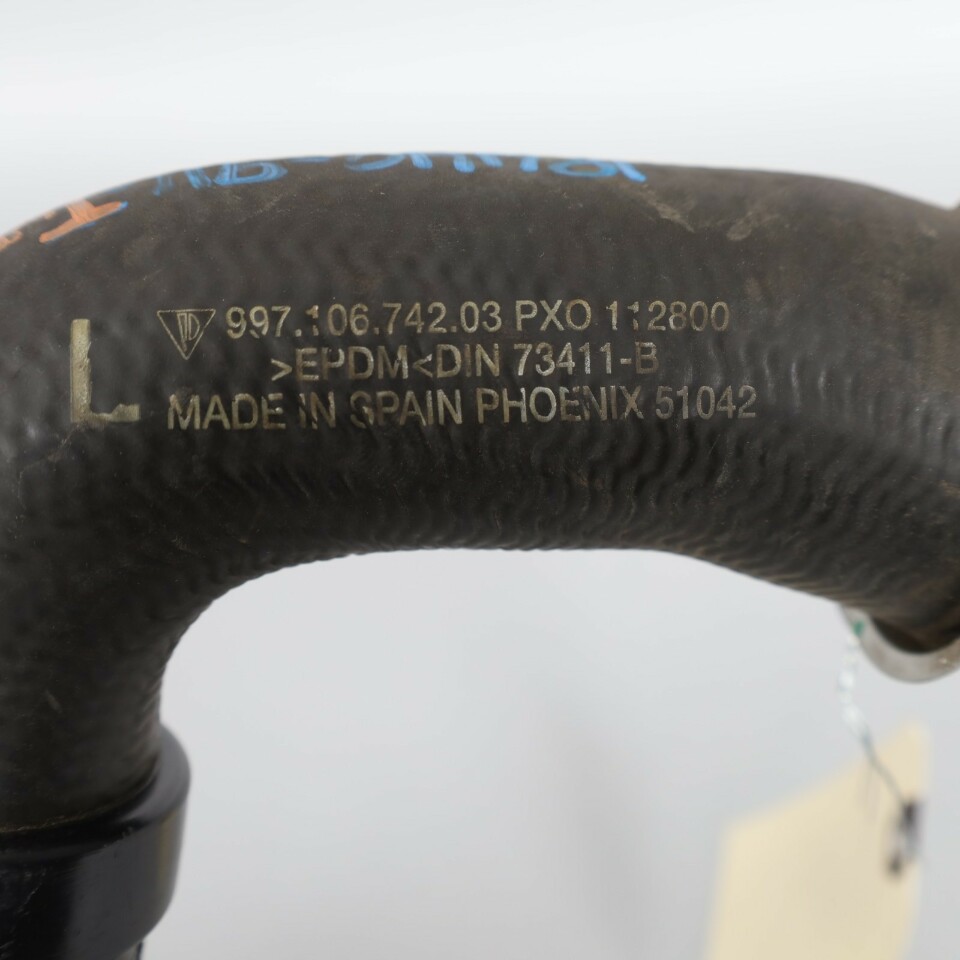 L
997.106.742.03 PXO 112800
>EPDM<DIN 73411-B
MADE IN SPAIN PHOENIX 51042